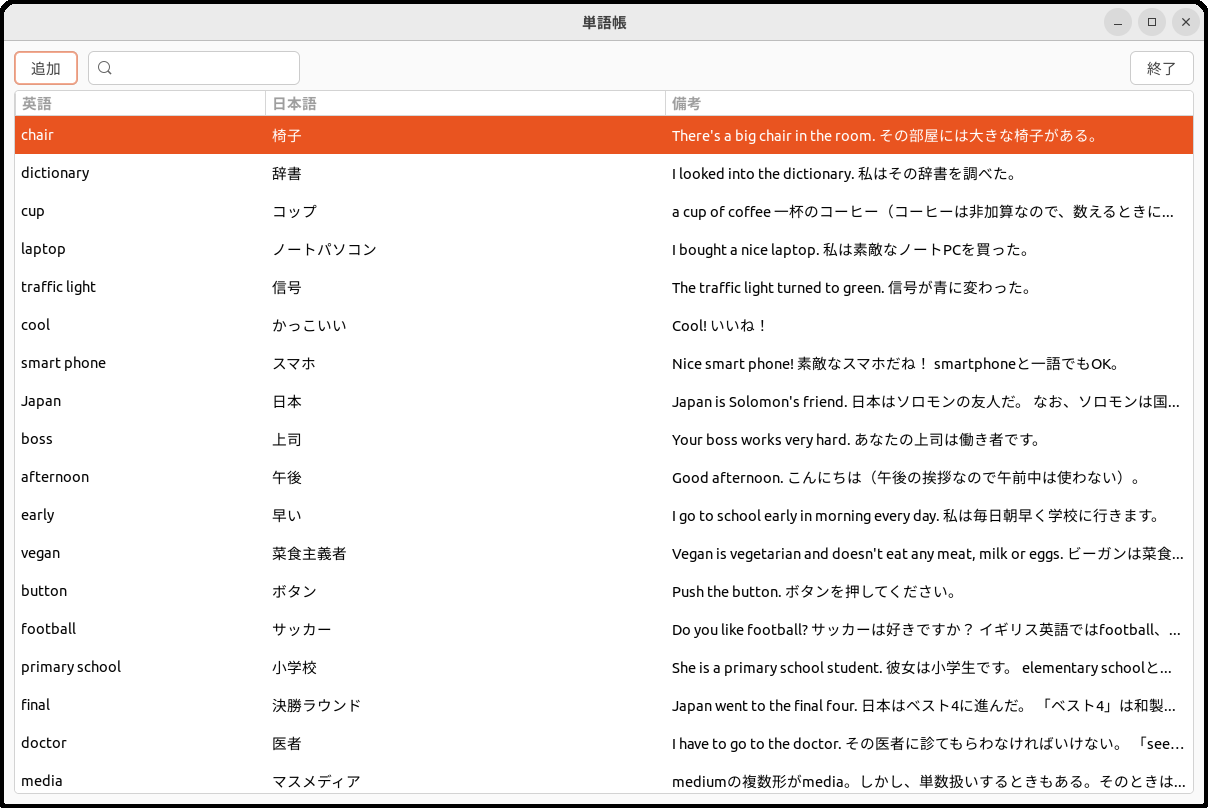 単語帳
追加
終了
英語 日本語 備考
chair 椅子 There's a big chair in the room. その部屋には大きな椅子がある。
dictionary 辞書 I looked into the dictionary. 私はその辞書を調べた。
cup コップ a cup of coffee 一杯のコーヒー（コーヒーは非加算なので、数えるときに...
laptop ノートパソコン I bought a nice laptop. 私は素敵なノートPCを買った。
traffic light 信号 The traffic light turned to green. 信号が青に変わった。
cool かっこいい Cool! いいね！
smart phone スマホ Nice smart phone! 素敵なスマホだね！ smartphoneと一語でもOK。
Japan 日本 Japan is Solomon's friend. 日本はソロモンの友人だ。 なお、ソロモンは国...
boss 上司 Your boss works very hard. あなたの上司は働き者です。
afternoon 午後 Good afternoon. こんにちは（午後の挨拶なので午前中は使わない）。
early 早い I go to school early in morning every day. 私は毎日朝早く学校に行きます。
vegan 菜食主義者 Vegan is vegetarian and doesn't eat any meat, milk or eggs. ビーガンは菜食...
button ボタン Push the button. ボタンを押してください。
football サッカー Do you like football? サッカーは好きですか？ イギリス英語ではfootball、...
primary school 小学校 She is a primary school student. 彼女は小学生です。 elementary schoolと...
final 決勝ラウンド Japan went to the final four. 日本はベスト4に進んだ。 「ベスト4」は和製...
doctor 医者 I have to go to the doctor. その医者に診てもらわなければいけない。 「see...
media マスメディア mediumの複数形がmedia。しかし、単数扱いするときもある。そのときは...